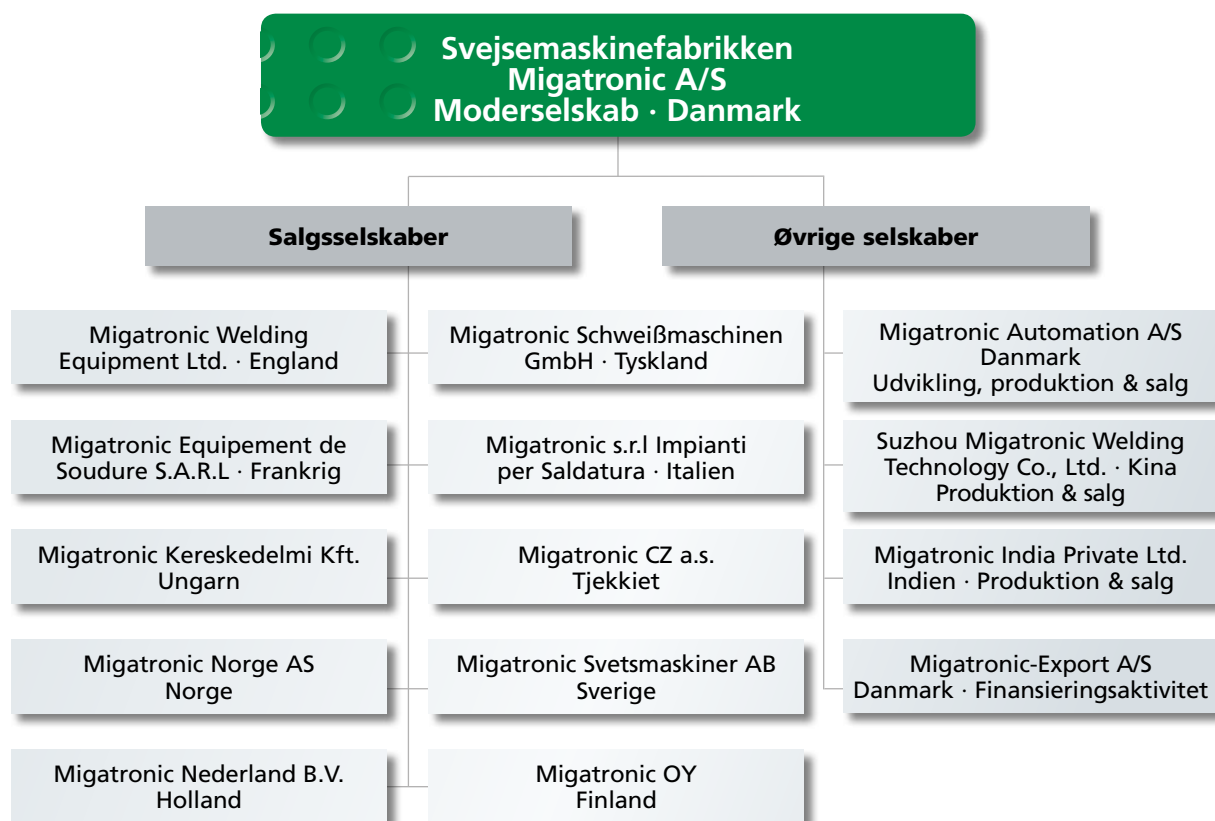 Svejsemaskinefabrikken
Migatronic A/S
Moderselskab · Danmark
Salgsselskaber
Migatronic Welding
Equipment Ltd. · England
Migatronic Schweißmaschinen
GmbH · Tyskland
Migatronic Equipement de
Soudure S.A.R.L · Frankrig
Migatronic s.r.l Impianti
per Saldatura · Italien
Migatronic Kereskedelmi Kft.
Ungarn
Migatronic CZ a.s.
Tjekkiet
Migatronic Norge AS
Norge
Migatronic Svetsmaskiner AB
Sverige
Migatronic Nederland B.V.
Holland
Migatronic OY
Finland
Øvrige selskaber
Migatronic Automation A/S
Danmark
Udvikling, produktion & salg
Suzhou Migatronic Welding
Technology Co., Ltd. · Kina
Produktion & salg
Migatronic India Private Ltd.
Indien · Produktion & salg
Migatronic-Export A/S
Danmark · Finansieringsaktivitet